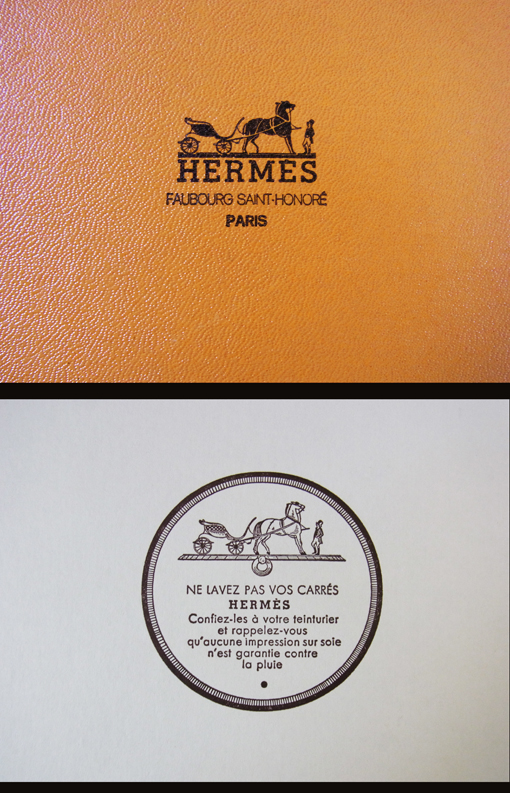 HERMÈS
FAUBOURG SAINT-HONORÉ
PARIS
NE LAVEZ PAS VOS CARRÉS
HERMÈS
Confiez-les à votre teinturier
et rappelez-vous
qu'aucune impression sur soie
n'est garantie contre
la pluie